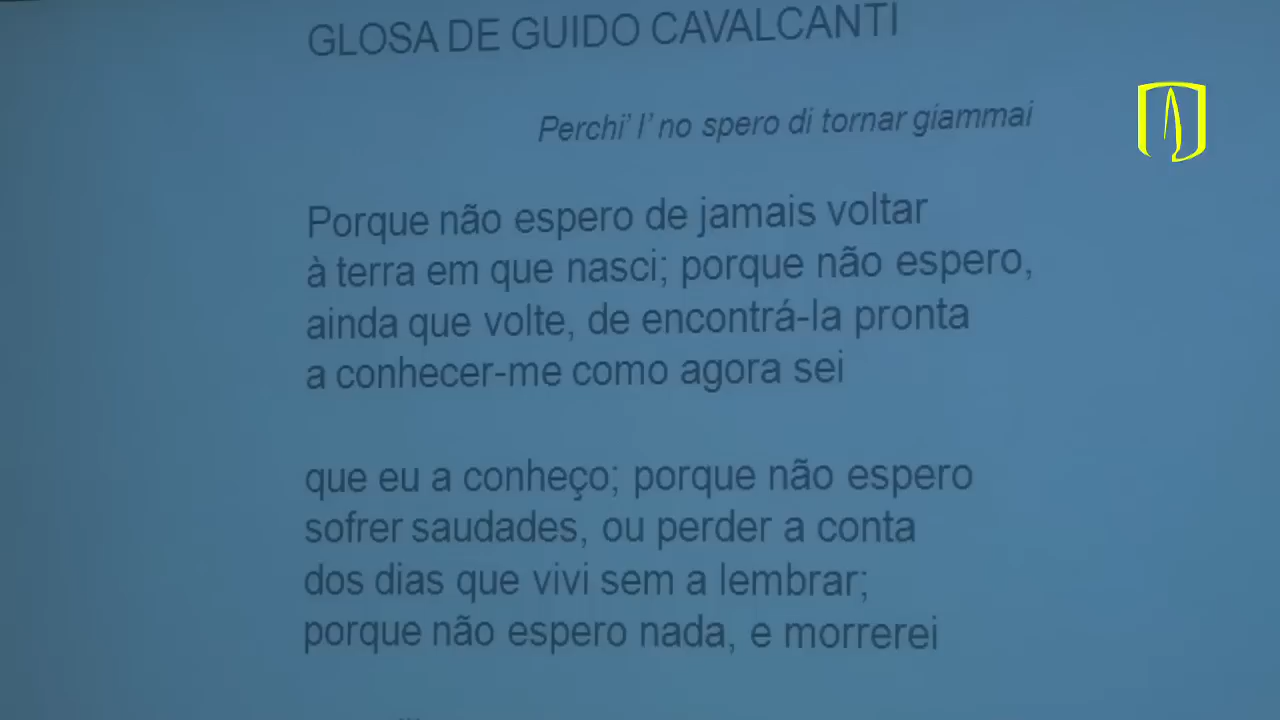 GLOSA DE GUIDO CAVALCANTI
Perchi' I' no spero di tornar giammai
Porque não espero de jamais voltar
à terra em que nasci; porque não espero,
ainda que volte, de encontrá-la pronta
a conhecer-me como agora sei
que eu a conheço; porque não espero
sofrer saudades, ou perder a conta
dos dias que vivi sem a lembrar;
porque não espero nada, e morrerei